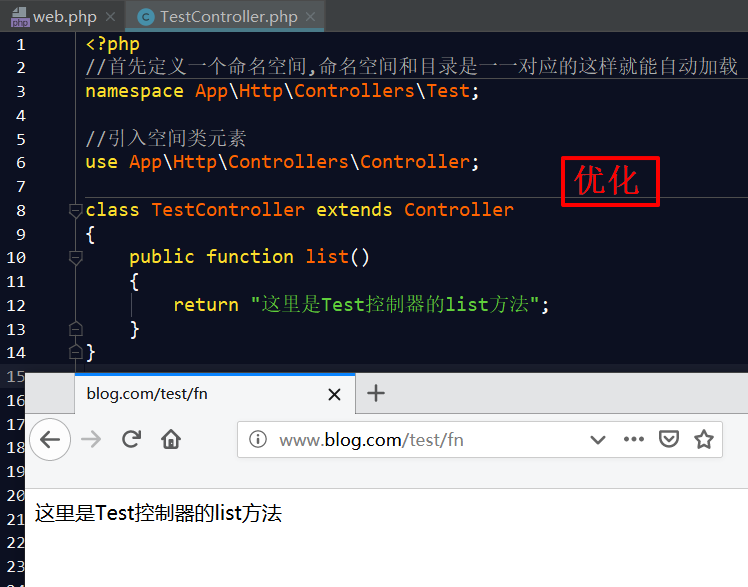 web.php
TestController.php
1 <?php
2 //首先定义一个命名空间,命名空间和目录是一一对应的这样就能自动加载
3 namespace App\Http\Controllers\Test;
4
5 //引入空间类元素
6 use App\Http\Controllers\Controller;
优化
7
8 class TestController extends Controller
9 {
10 public function list()
11 {
12 return "这里是Test控制器的list方法";
13 }
14 }
15
16
17
18
19
20
21
22
23
blog.com/test/fn
www.blog.com/test/fn
这里是Test控制器的list方法